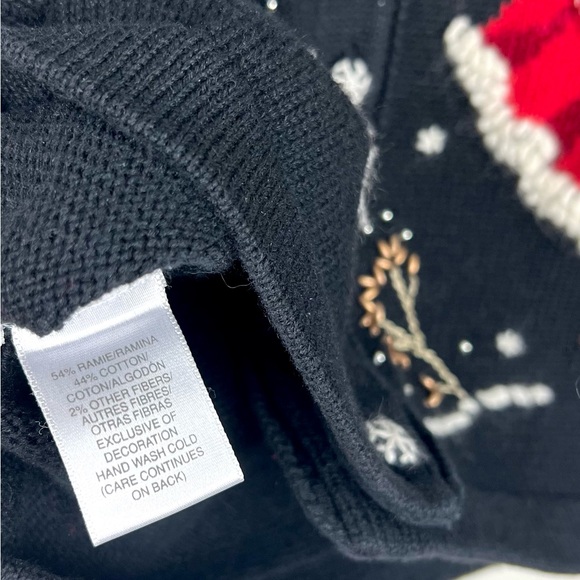 54% RAMIE/RAMINA
44% COTTON/
COTON/ALGODÓN
2% OTHER FIBERS/
AUTRES FIBRES/
OTRAS FIBRAS
EXCLUSIVE OF
DECORATION
HAND WASH COLD
(CARE CONTINUES
ON BACK)